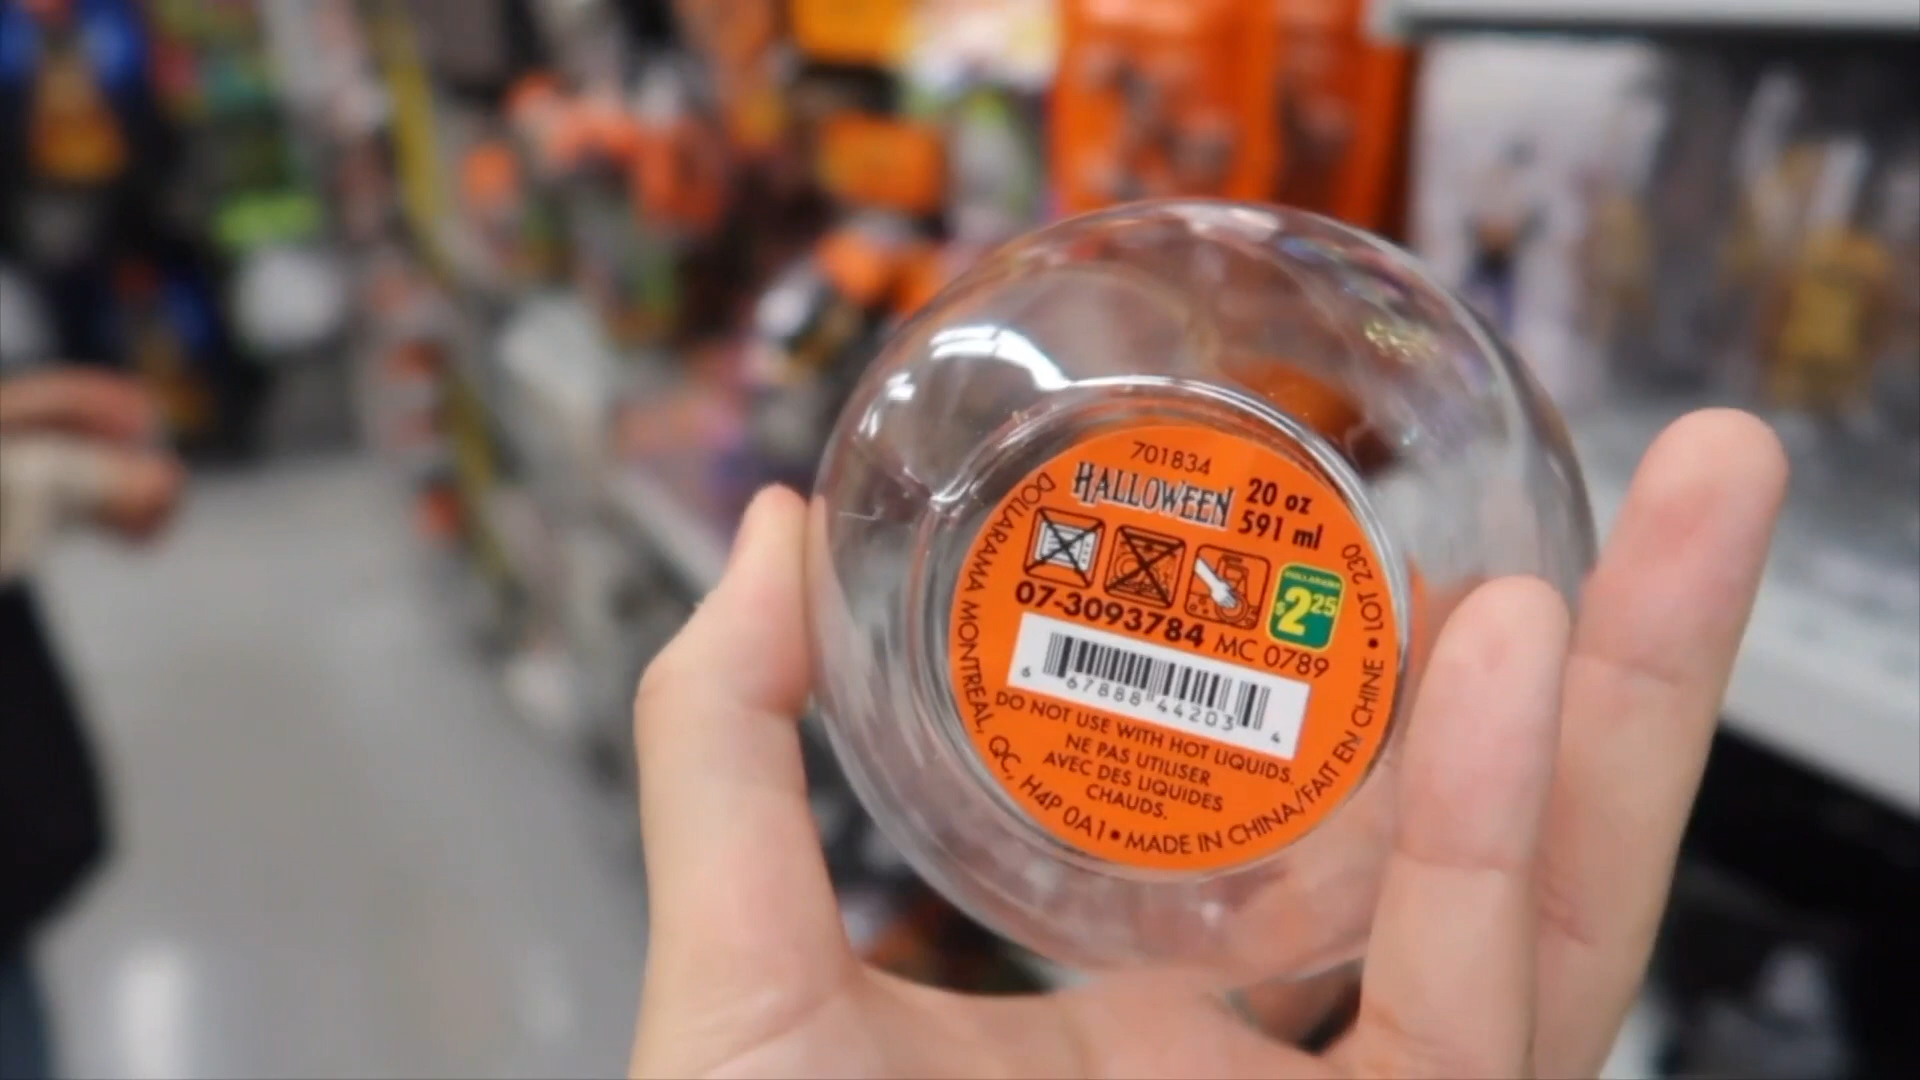 701834
HALLOWEEN
20 oz
591 ml
DOLLARAMA
$2.25
07-3093784 MC 0789
6 67888 44203 4
DO NOT USE WITH HOT LIQUIDS.
NE PAS UTILISER
AVEC DES LIQUIDES
CHAUDS.
DOLLARAMA MONTREAL, QC, H4P 0A1 • MADE IN CHINA/FAIT EN CHINE • LOT 230